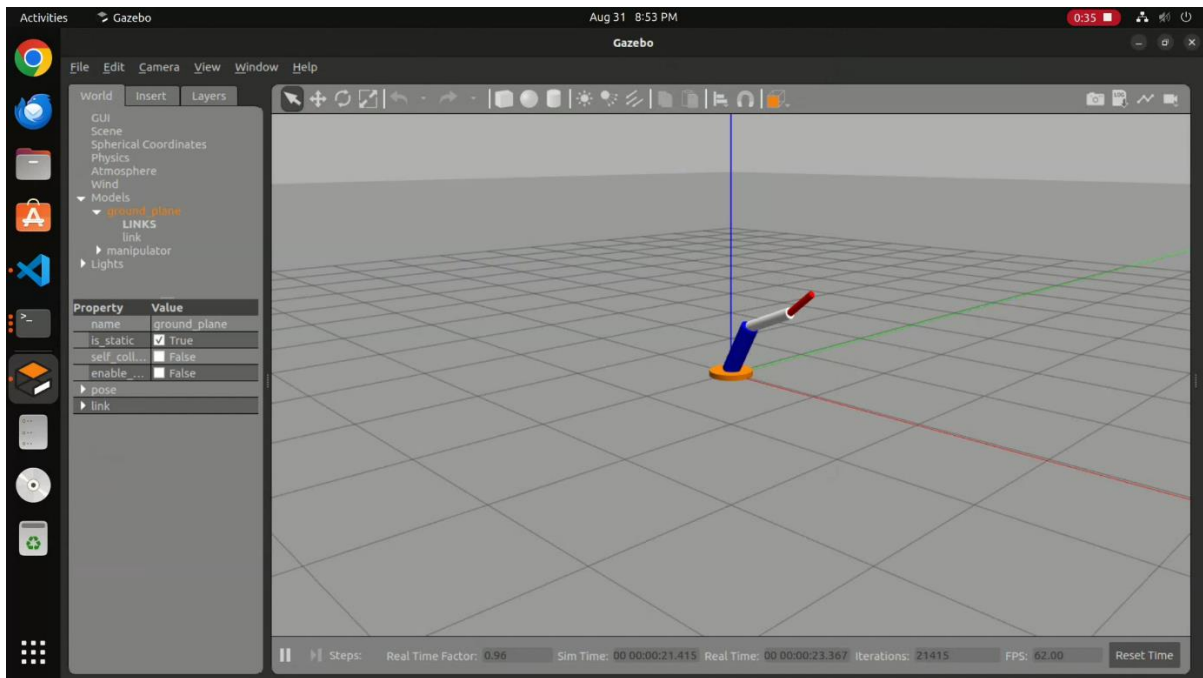 Activities Gazebo Aug 31 8:53 PM 0:35
Gazebo
File Edit Camera View Window Help
World Insert Layers
GUI
Scene
Spherical Coordinates
Physics
Atmosphere
Wind
Models
ground_plane
LINKS
link
manipulator
Lights
Property Value
name ground_plane
is_static True
self_coll... False
enable_... False
pose
link
Steps: Real Time Factor: 0.96 Sim Time: 00 00:00:21.415 Real Time: 00 00:00:23.367 Iterations: 21415 FPS: 62.00 Reset Time